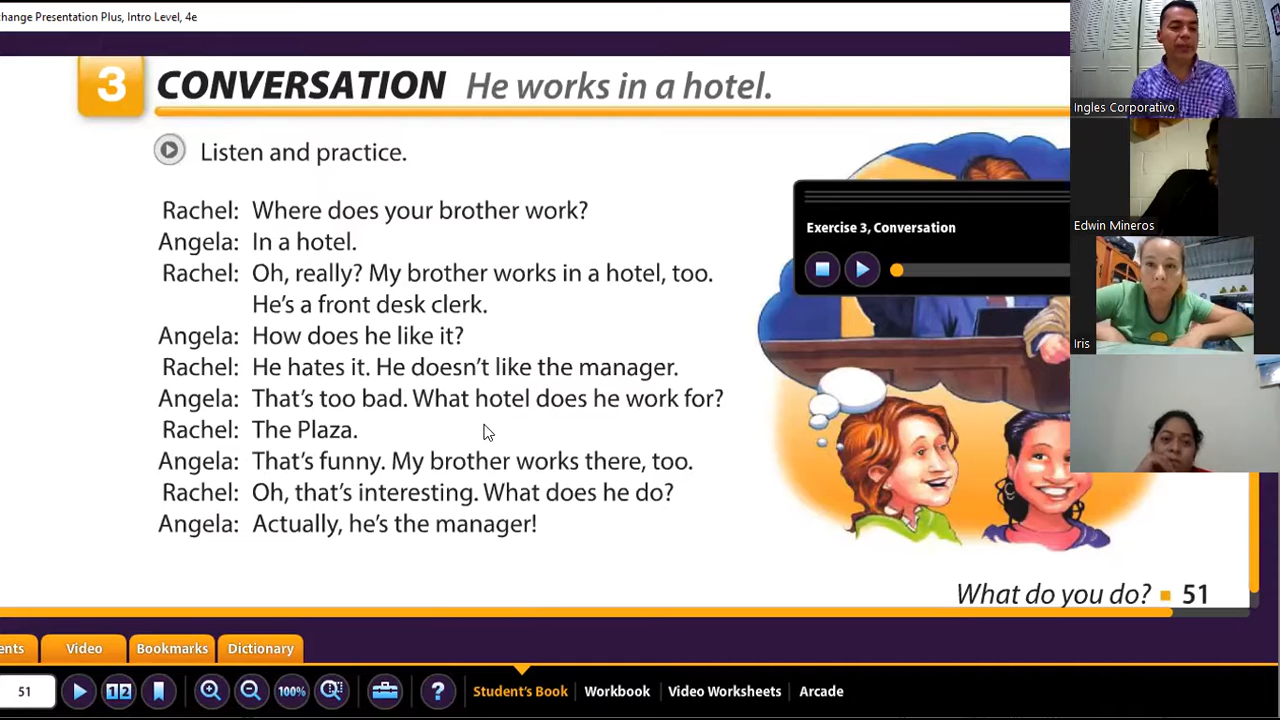 change Presentation Plus, Intro Level, 4e
3 CONVERSATION He works in a hotel.
Listen and practice.
Rachel: Where does your brother work?
Angela: In a hotel.
Rachel: Oh, really? My brother works in a hotel, too.
He's a front desk clerk.
Angela: How does he like it?
Rachel: He hates it. He doesn't like the manager.
Angela: That's too bad. What hotel does he work for?
Rachel: The Plaza.
Angela: That's funny. My brother works there, too.
Rachel: Oh, that's interesting. What does he do?
Angela: Actually, he's the manager!
Exercise 3, Conversation
Ingles Corporativo
Edwin Mineros
Iris
What do you do? ■ 51
ents Video Bookmarks Dictionary
51 1 2 100% ? Student's Book Workbook Video Worksheets Arcade